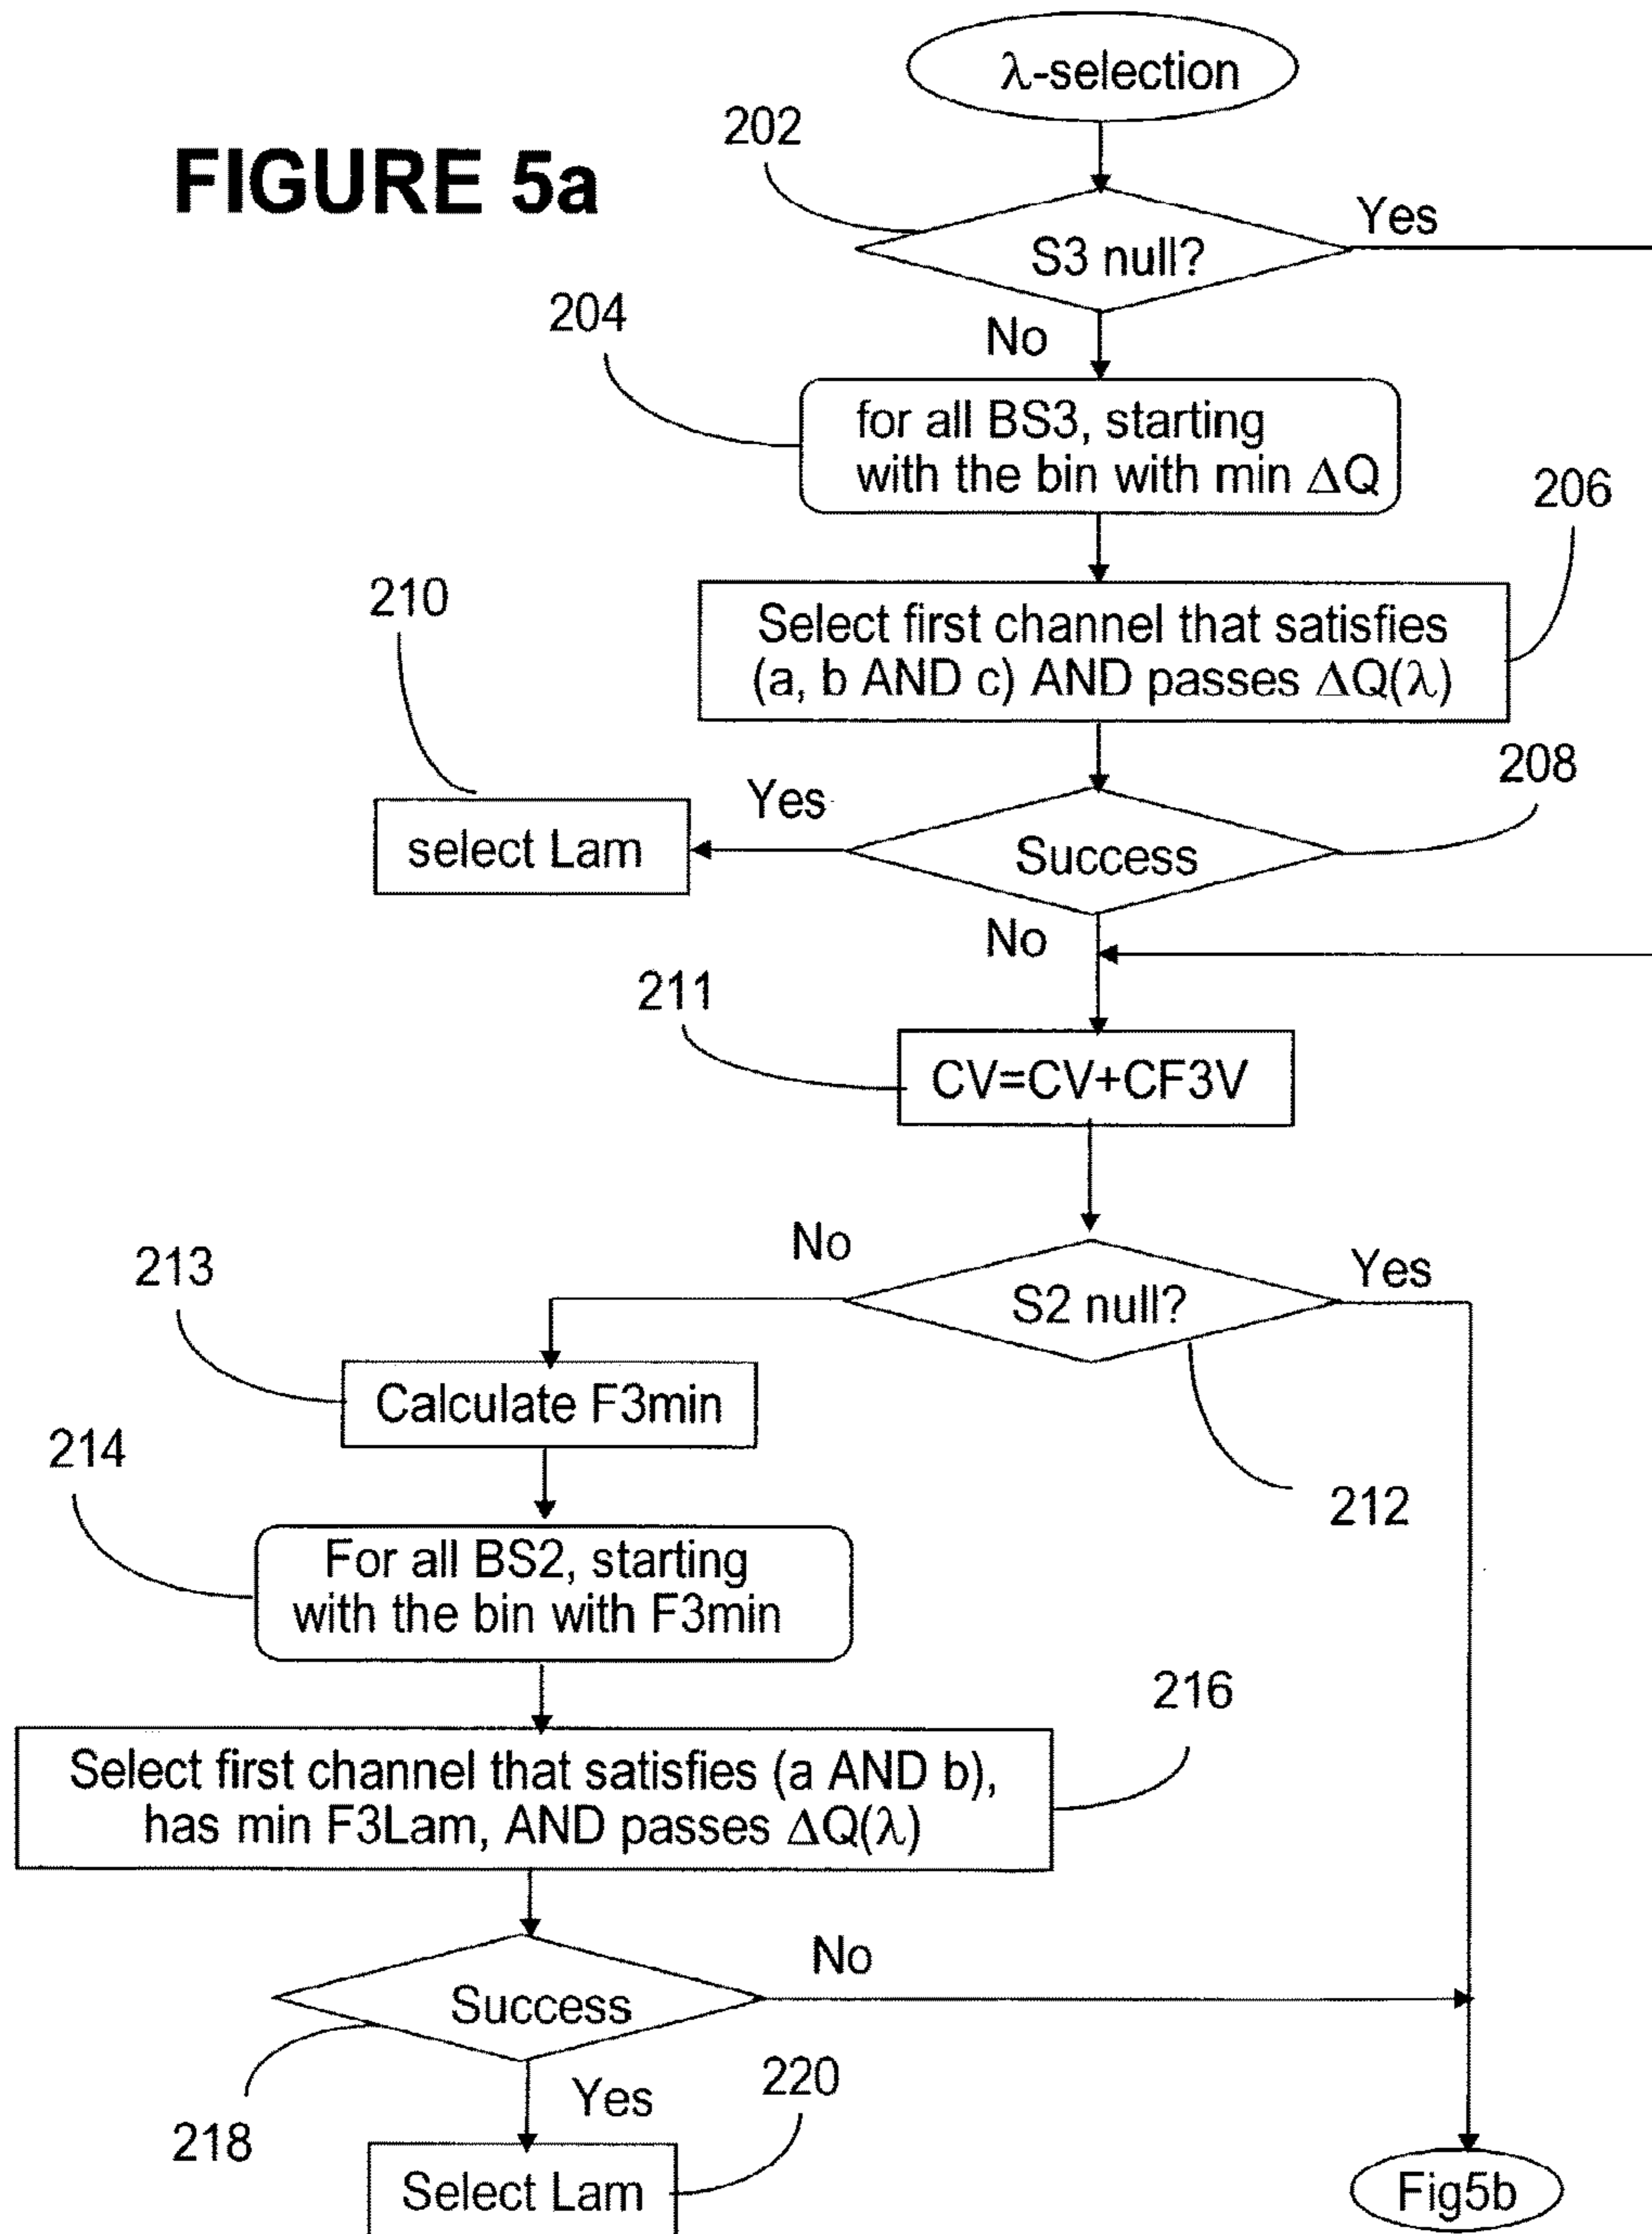 λ-selection
202
FIGURE 5a
Yes
S3 null?
204
No
for all BS3, starting
with the bin with min ΔQ
206
210
Select first channel that satisfies
(a, b AND c) AND passes ΔQ(λ)
208
Yes
select Lam
Success
No
211
CV=CV+CF3V
No
213
Yes
S2 null?
Calculate F3min
214
212
For all BS2, starting
with the bin with F3min
216
Select first channel that satisfies (a AND b),
has min F3Lam, AND passes ΔQ(λ)
No
Success
220
Yes
218
Select Lam
Fig5b